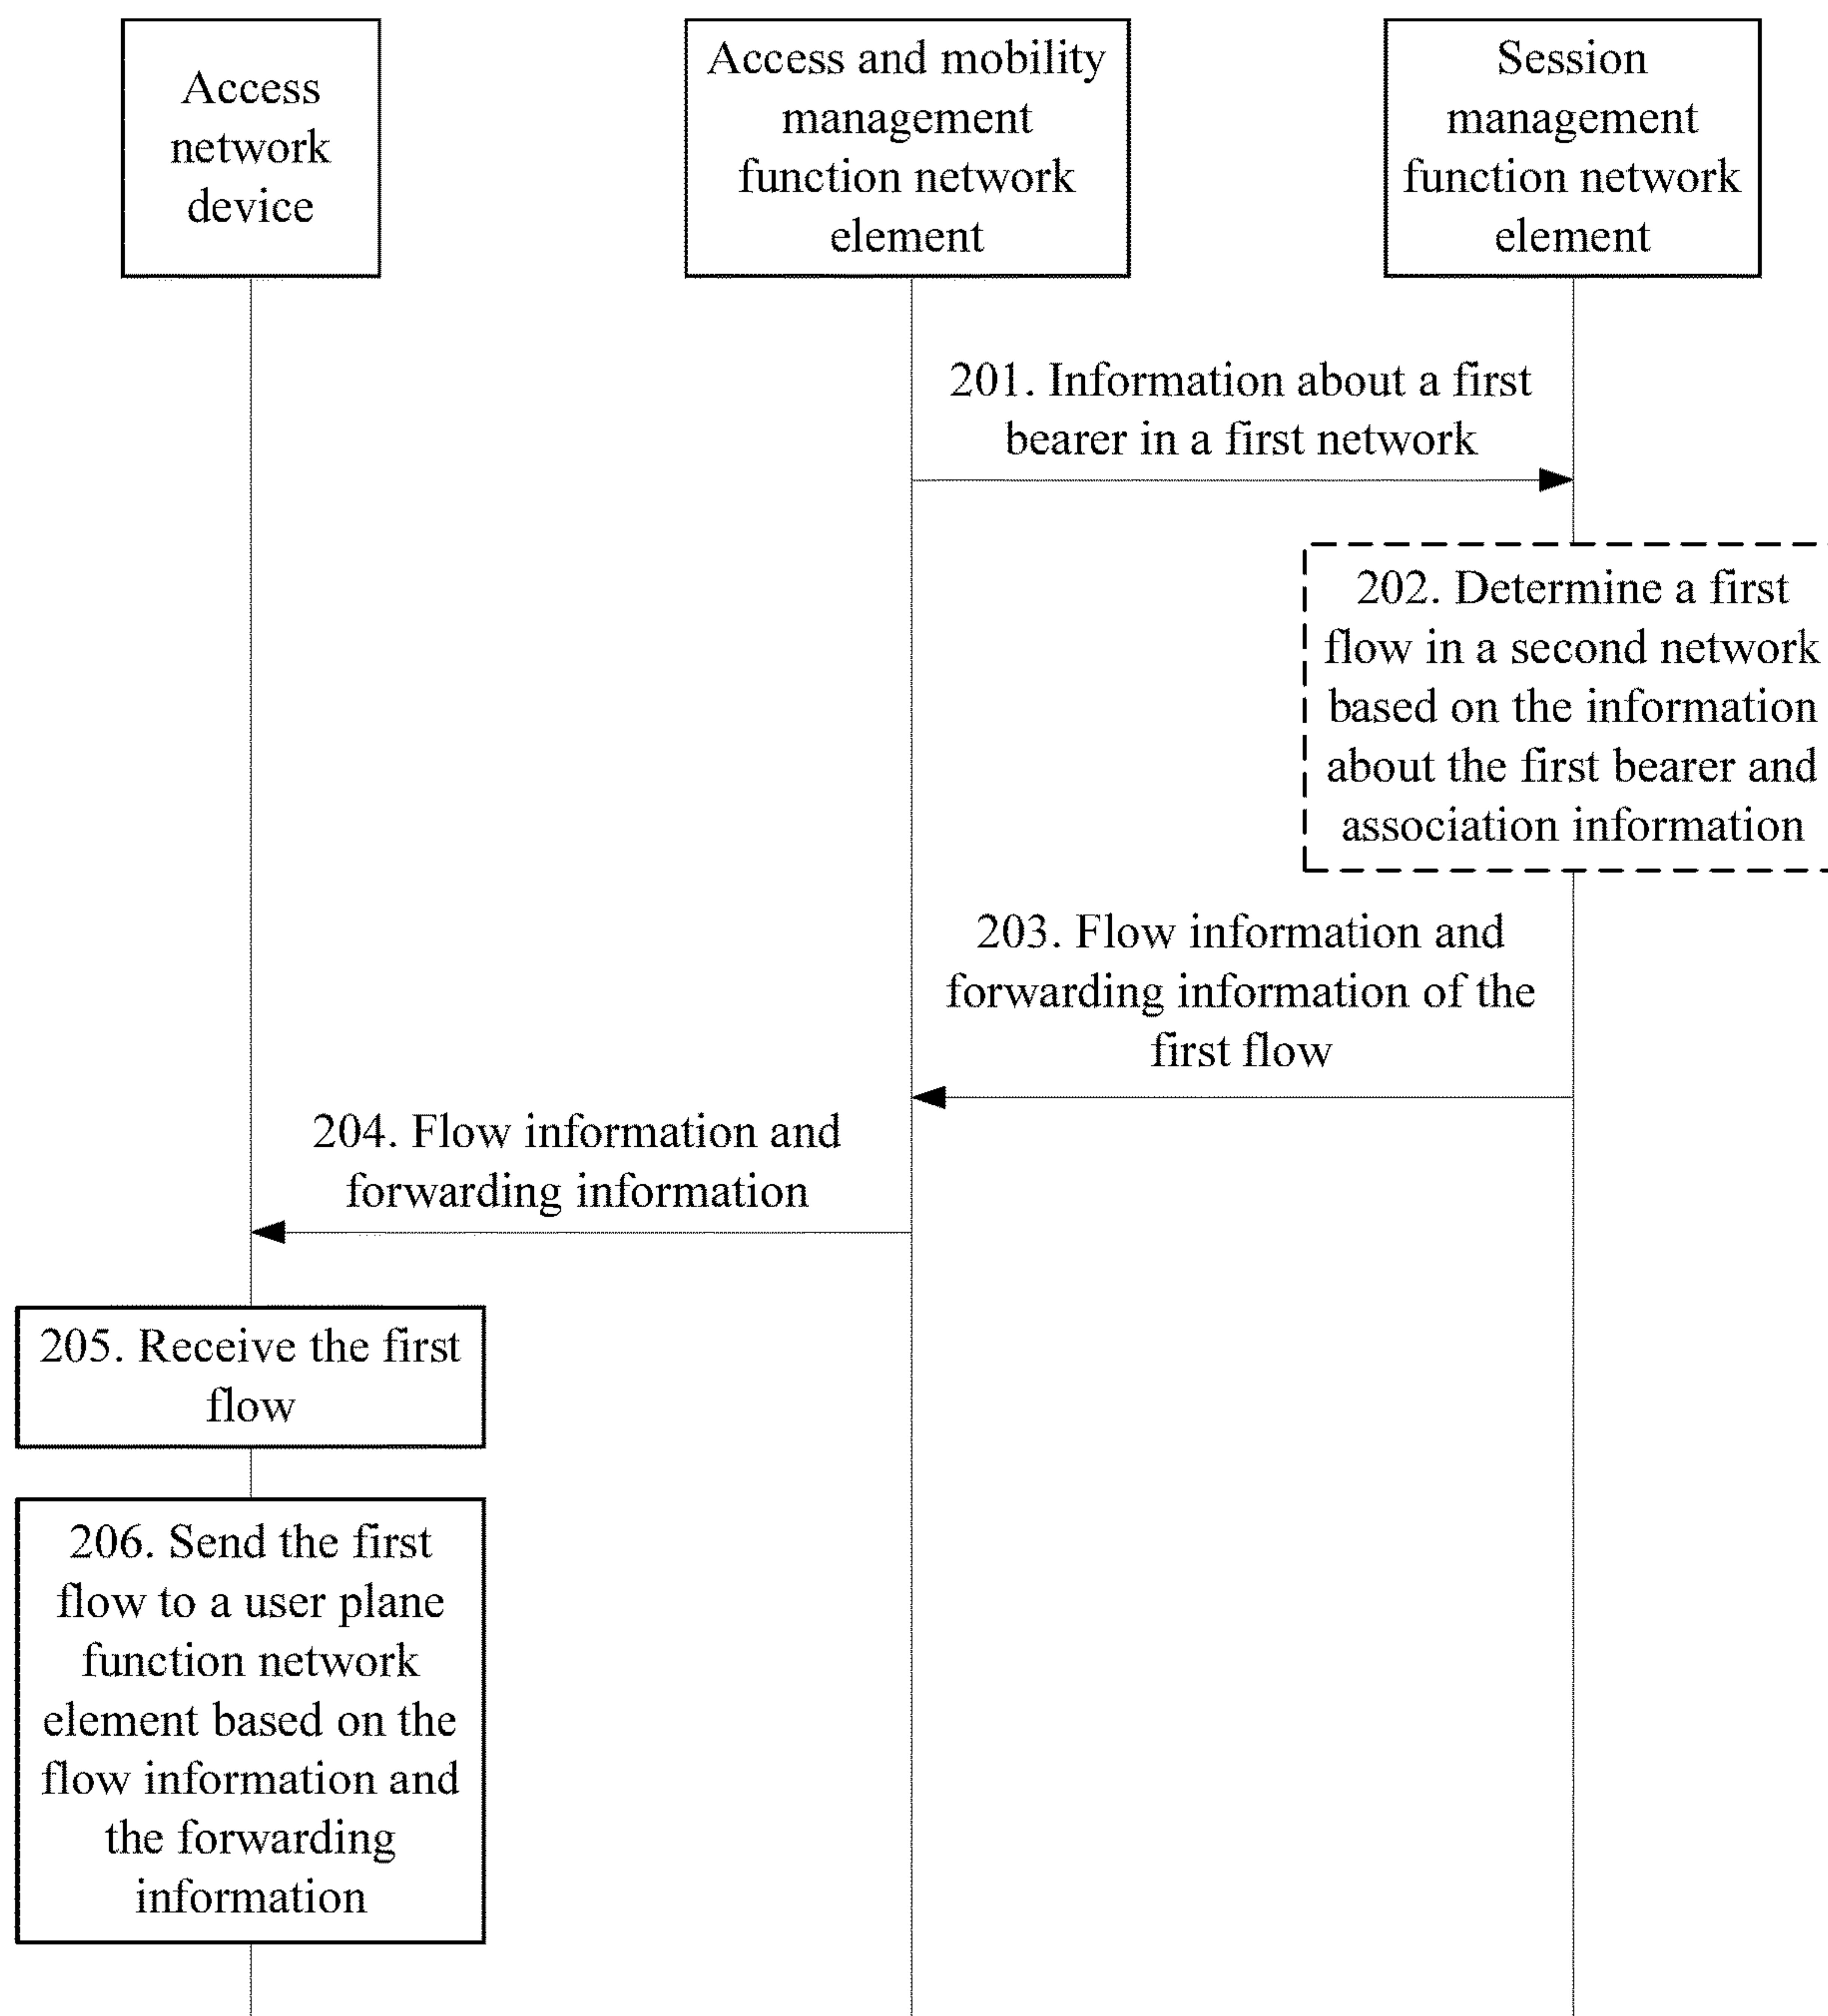 Access
network
device
Access and mobility
management
function network
element
Session
management
function network
element
201. Information about a first
bearer in a first network
202. Determine a first
flow in a second network
based on the information
about the first bearer and
association information
203. Flow information and
forwarding information of the
first flow
204. Flow information and
forwarding information
205. Receive the first
flow
206. Send the first
flow to a user plane
function network
element based on the
flow information and
the forwarding
information